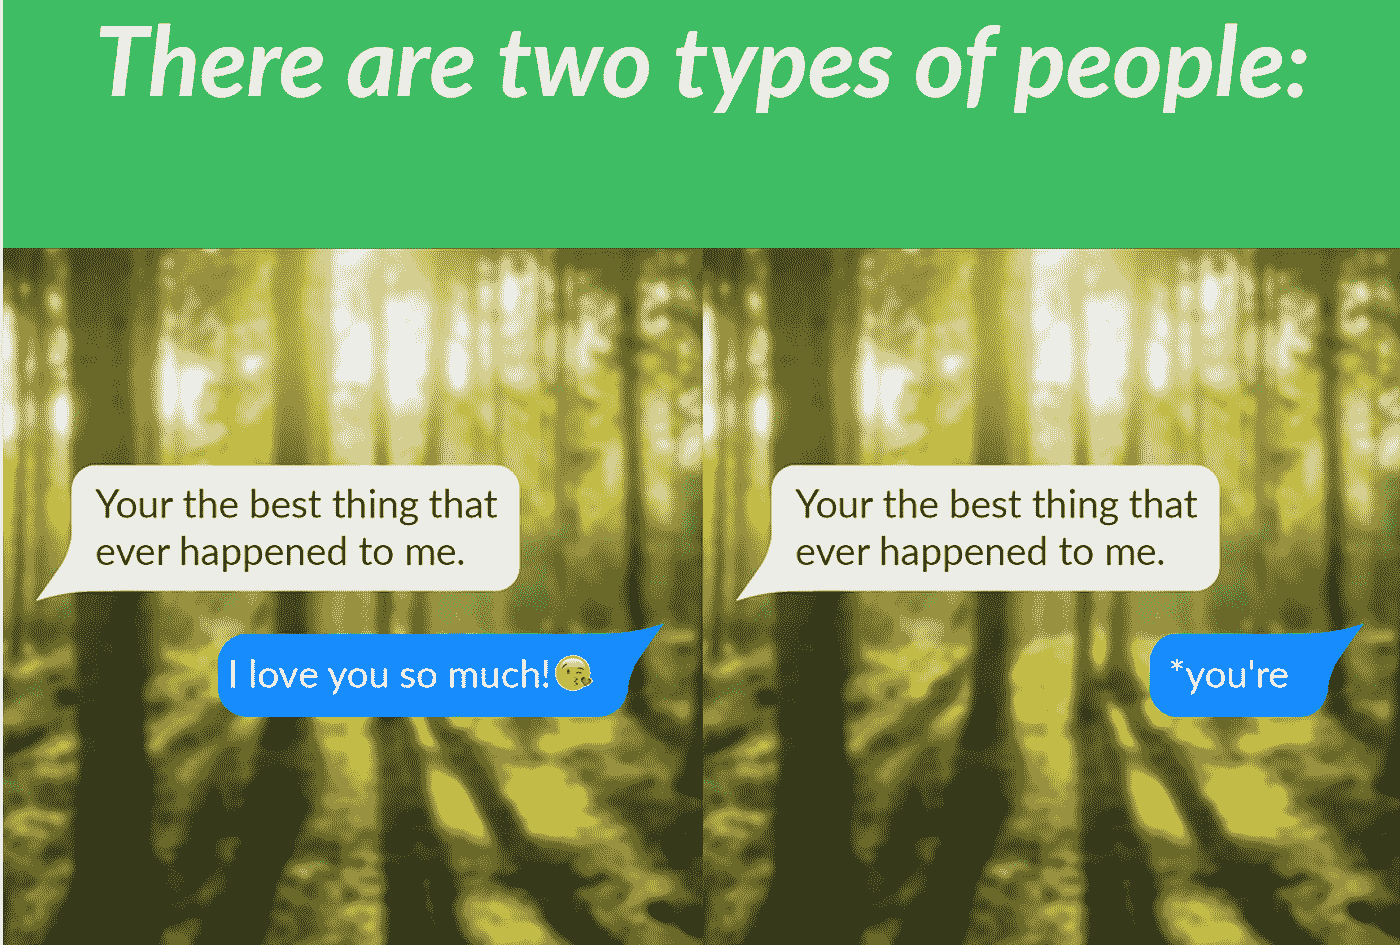 There are two types of people:
Your the best thing that
ever happened to me.
I love you so much!😘
Your the best thing that
ever happened to me.
*you're